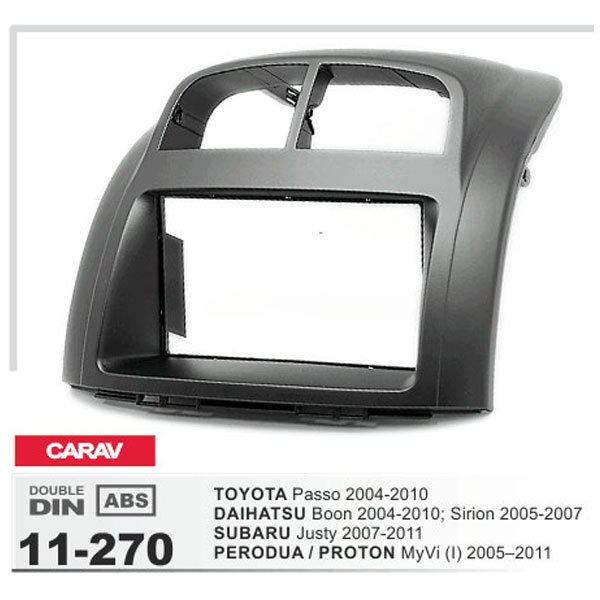 CARAV
DOUBLE
DIN
ABS
11-270
TOYOTA Passo 2004-2010
DAIHATSU Boon 2004-2010; Sirion 2005-2007
SUBARU Justy 2007-2011
PERODUA / PROTON MyVi (I) 2005–2011